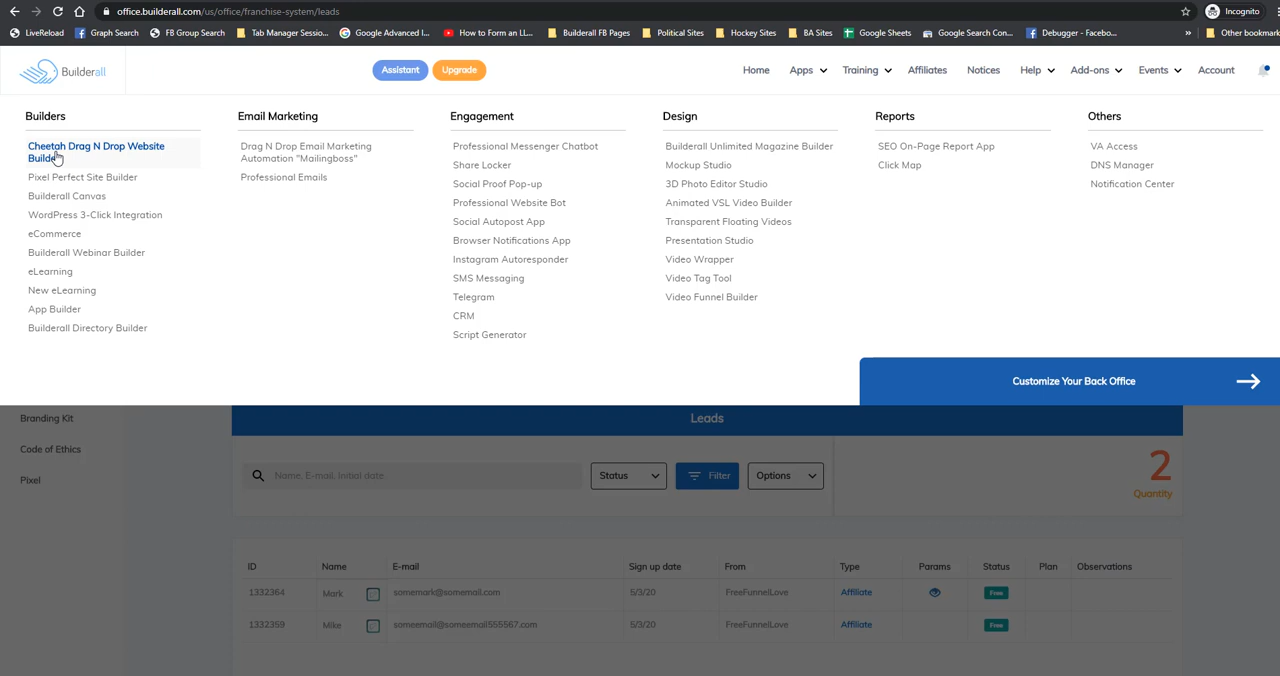 office.builderall.com/us/office/franchise-system/leads
Incognito
LiveReload
Graph Search
FB Group Search
Tab Manager Sessio...
Google Advanced I...
How to Form an LL...
Builderall FB Pages
Political Sites
Hockey Sites
BA Sites
Google Sheets
Google Search Con...
Debugger - Facebo...
»
Other bookmark
Builderall
Assistant
Upgrade
Home
Apps
Training
Affiliates
Notices
Help
Add-ons
Events
Account
Builders
Cheetah Drag N Drop Website
Builder
Pixel Perfect Site Builder
Builderall Canvas
WordPress 3-Click Integration
eCommerce
Builderall Webinar Builder
eLearning
New eLearning
App Builder
Builderall Directory Builder
Email Marketing
Drag N Drop Email Marketing
Automation "Mailingboss"
Professional Emails
Engagement
Professional Messenger Chatbot
Share Locker
Social Proof Pop-up
Professional Website Bot
Social Autopost App
Browser Notifications App
Instagram Autoresponder
SMS Messaging
Telegram
CRM
Script Generator
Design
Builderall Unlimited Magazine Builder
Mockup Studio
3D Photo Editor Studio
Animated VSL Video Builder
Transparent Floating Videos
Presentation Studio
Video Wrapper
Video Tag Tool
Video Funnel Builder
Reports
SEO On-Page Report App
Click Map
Others
VA Access
DNS Manager
Notification Center
Customize Your Back Office
Branding Kit
Code of Ethics
Pixel
Leads
Name, E-mail, Initial date.
Status
Filter
Options
2
Quantity
ID Name E-mail Sign up date From Type Params Status Plan Observations
1332364 Mark somemark@somemail.com 5/3/20 FreeFunnelLove Affiliate Free
1332359 Mike someemail@someemail555567.com 5/3/20 FreeFunnelLove Affiliate Free